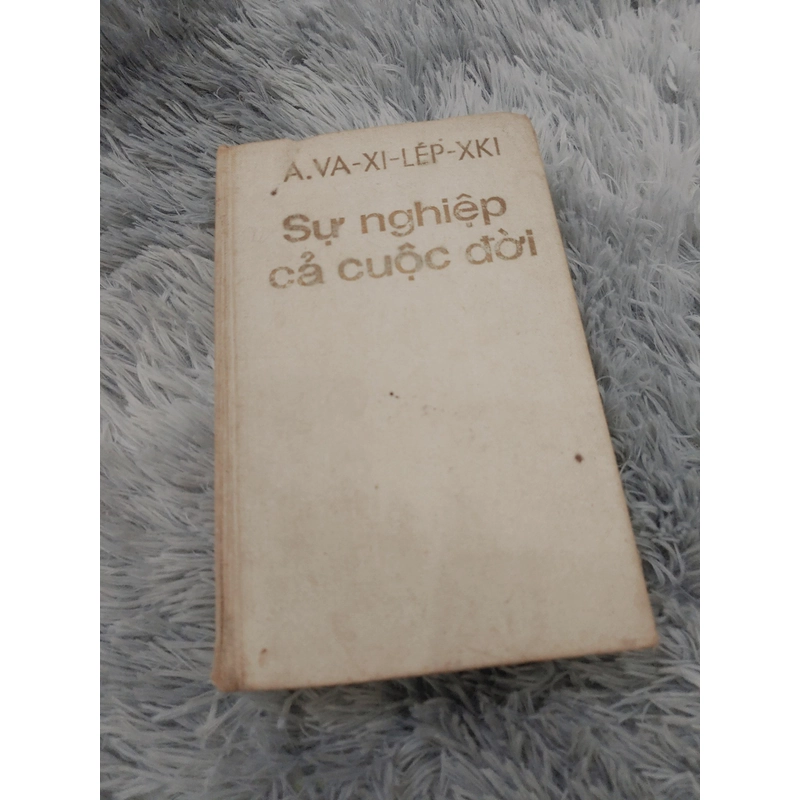 A.VA-XI-LÉP-XKI
Sự nghiệp
cả cuộc đời